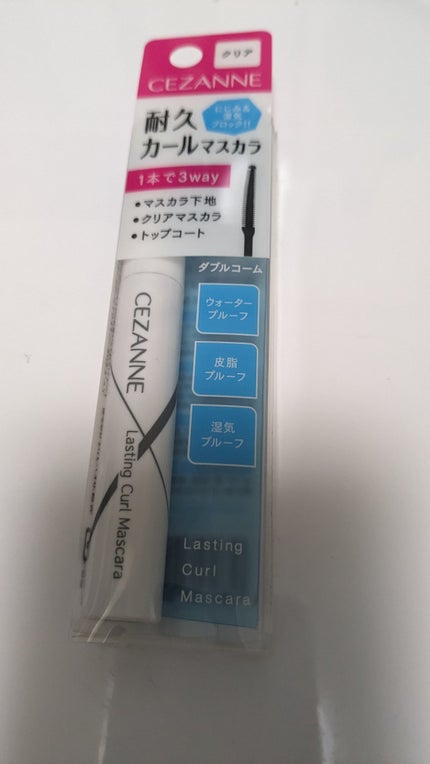 クリア
CEZANNE
にじみ&
湿気
ブロック!!
耐久
カールマスカラ
1本で3way
•マスカラ下地
•クリアマスカラ
•トップコート
ダブルコーム
ウォーター
プルーフ
皮脂
プルーフ
湿気
プルーフ
CEZANNE
Lasting Curl Mascara
Lasting
Curl
Mascara